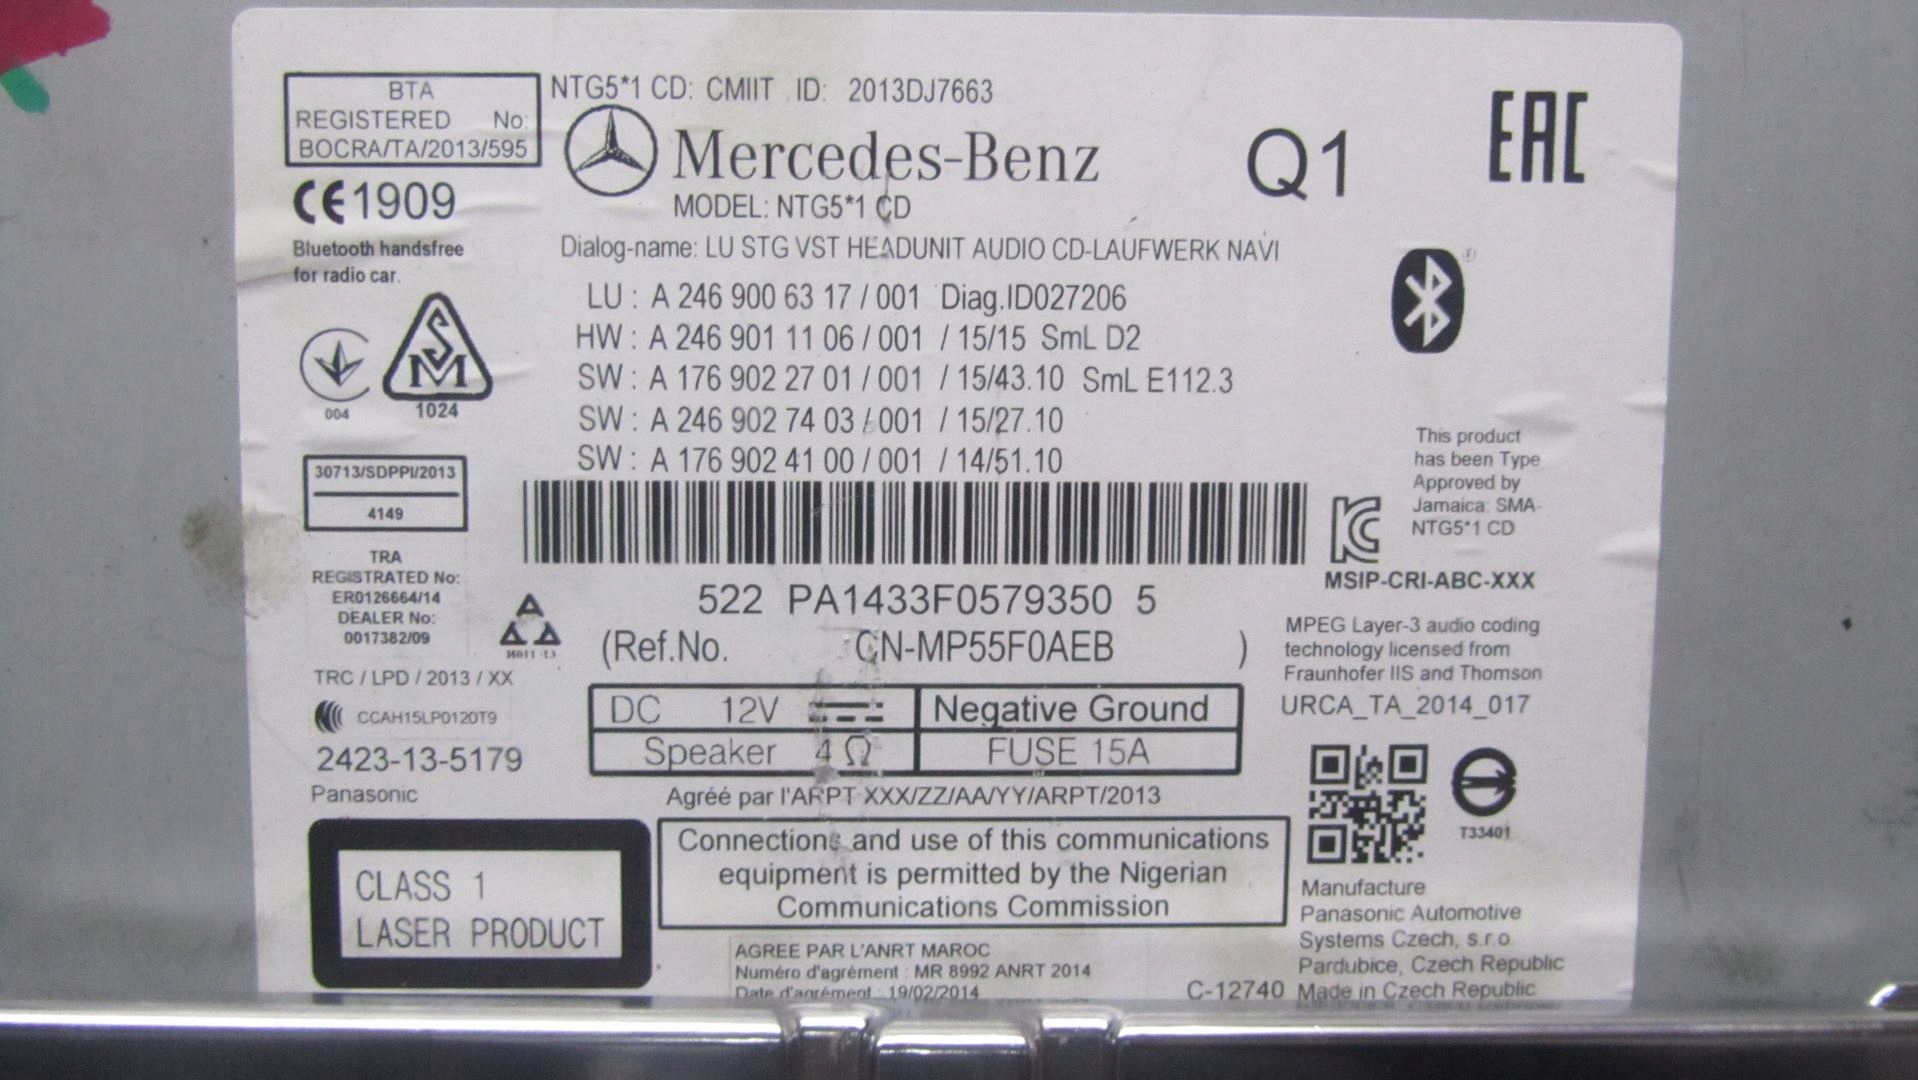 BTA
REGISTERED No:
BOCRA/TA/2013/595
NTG5*1 CD: CMIIT ID: 2013DJ7663
Mercedes-Benz
Q1
EAC
MODEL: NTG5*1 CD
CE1909
Bluetooth handsfree
for radio car.
Dialog-name: LU STG VST HEADUNIT AUDIO CD-LAUFWERK NAVI
LU : A 246 900 63 17 / 001 Diag.ID027206
HW : A 246 901 11 06 / 001 / 15/15 SmL D2
SW : A 176 902 27 01 / 001 / 15/43.10 SmL E112.3
SW : A 246 902 74 03 / 001 / 15/27.10
SW : A 176 902 41 00 / 001 / 14/51.10
®
004
SM
1024
30713/SDPPI/2013
4149
This product
has been Type
Approved by
Jamaica: SMA-
NTG5*1 CD
KC
MSIP-CRI-ABC-XXX
TRA
REGISTRATED No:
ER0126664/14
DEALER No:
0017382/09
522 PA1433F0579350 5
(Ref.No. CN-MP55F0AEB )
MPEG Layer-3 audio coding
technology licensed from
Fraunhofer IIS and Thomson
URCA_TA_2014_017
TRC / LPD / 2013 / XX
CCAH15LP0120T9
2423-13-5179
Panasonic
DC 12V
Negative Ground
Speaker 4 Ω
FUSE 15A
Agréé par l'ARPT XXX/ZZ/AA/YY/ARPT/2013
T33401
CLASS 1
LASER PRODUCT
Connections and use of this communications
equipment is permitted by the Nigerian
Communications Commission
AGREE PAR L'ANRT MAROC
Numéro d'agrément : MR 8992 ANRT 2014
Date d'agrément : 19/02/2014
C-12740
Manufacture
Panasonic Automotive
Systems Czech, s.r.o.
Pardubice, Czech Republic
Made in Czech Republic